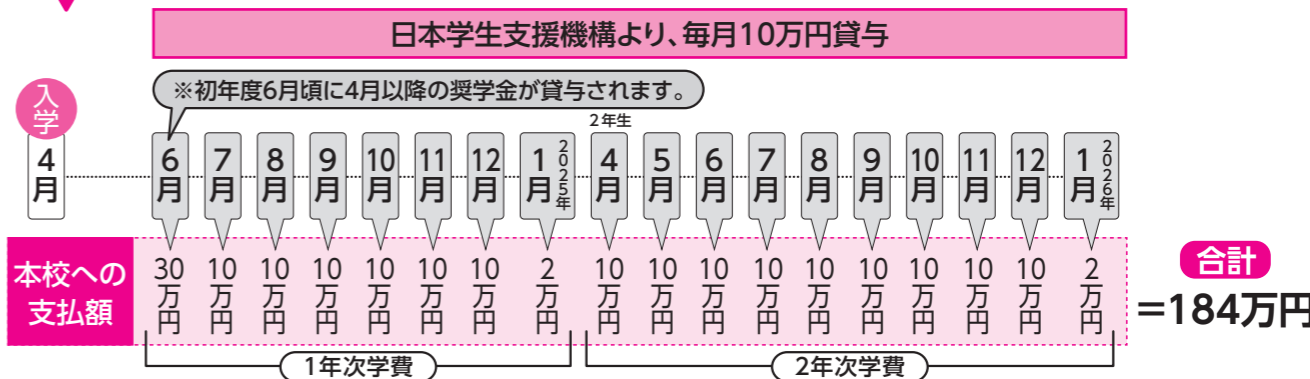 日本学生支援機構より、毎月10万円貸与
※初年度6月頃に4月以降の奨学金が貸与されます。
入学
2年生
4月 6月 7月 8月 9月 10月 11月 12月 1月 2025年 4月 5月 6月 7月 8月 9月 10月 11月 12月 1月 2026年
本校への
支払額
30万円 10万円 10万円 10万円 10万円 10万円 10万円 2万円 10万円 10万円 10万円 10万円 10万円 10万円 10万円 10万円 10万円 2万円
合計
=184万円
1年次学費 2年次学費